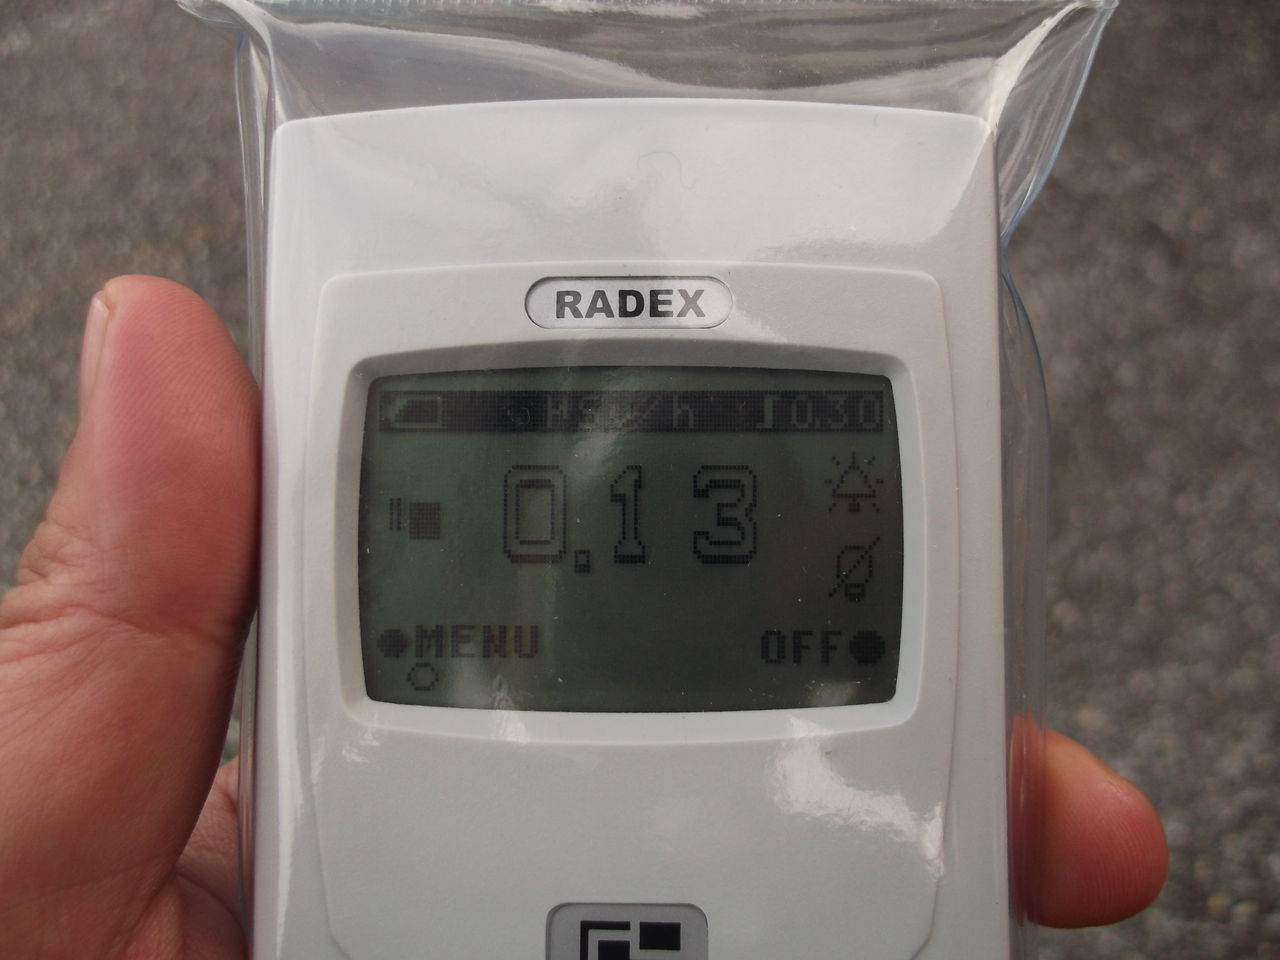 RADEX
μSv/h 0.30
0.13
MENU OFF